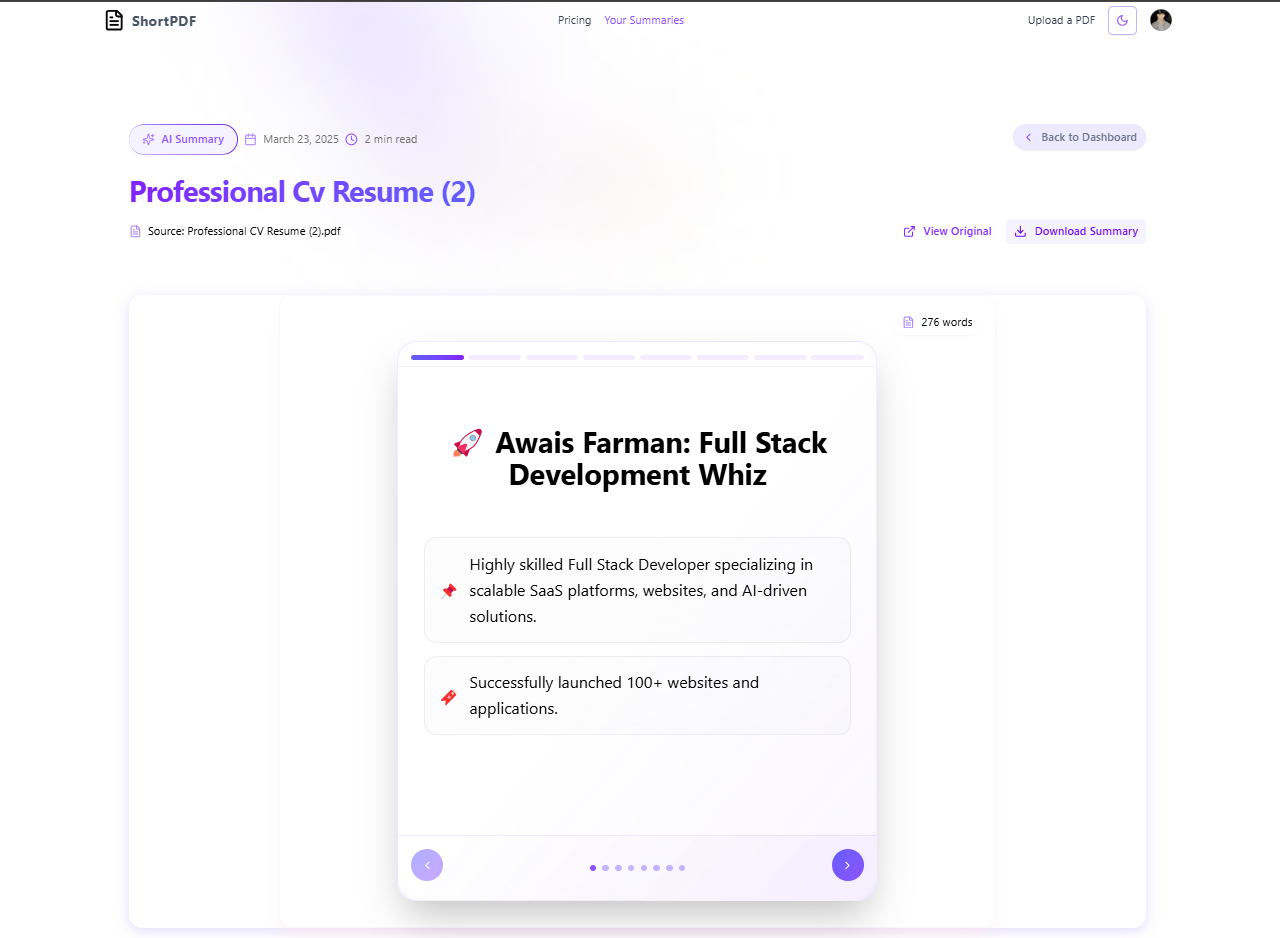 ShortPDF
Pricing
Your Summaries
Upload a PDF
AI Summary
March 23, 2025
2 min read
Back to Dashboard
Professional Cv Resume (2)
Source: Professional CV Resume (2).pdf
View Original
Download Summary
276 words
🚀 Awais Farman: Full Stack
Development Whiz
📌 Highly skilled Full Stack Developer specializing in
scalable SaaS platforms, websites, and AI-driven
solutions.
Successfully launched 100+ websites and
applications.